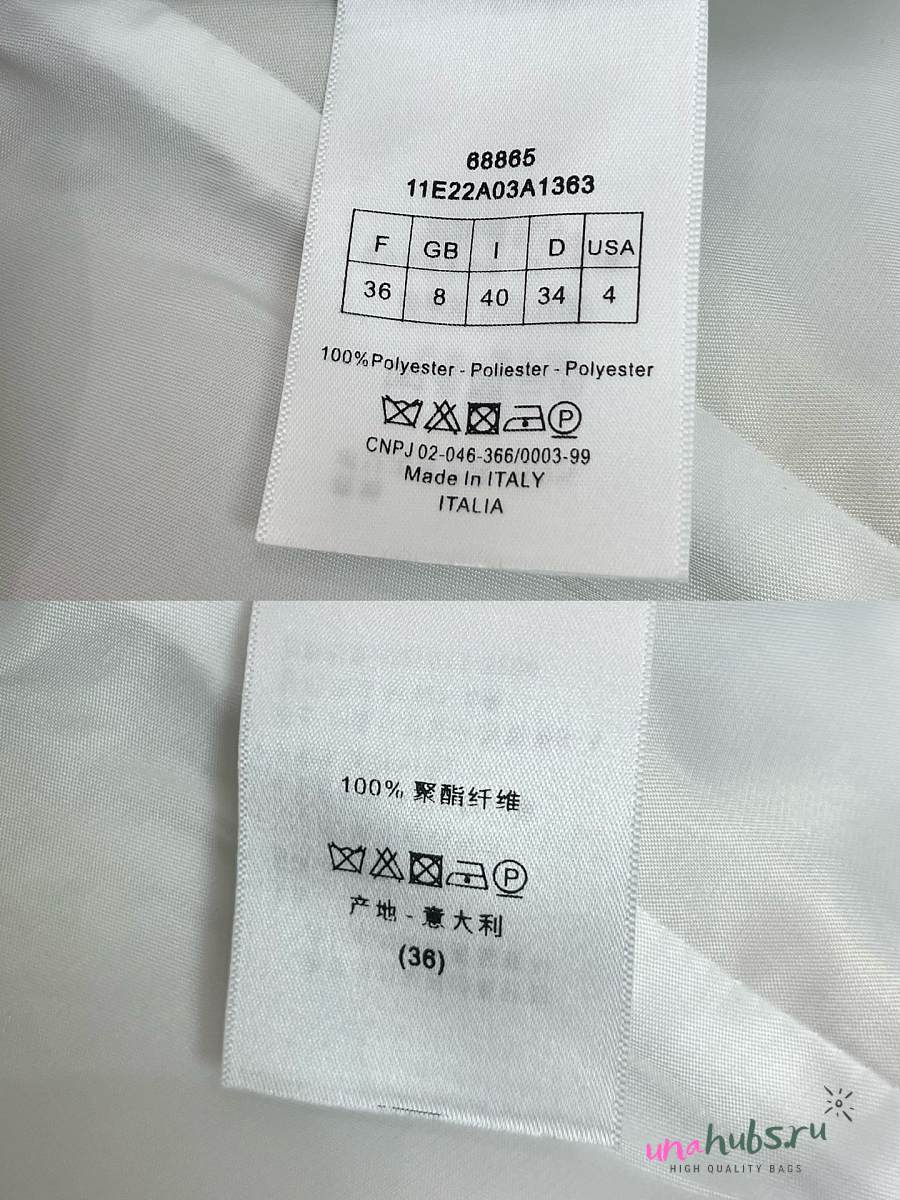 68865
11E22A03A1363
F GB I D USA
36 8 40 34 4
100%Polyester - Poliester - Polyester
P
CNPJ 02-046-366/0003-99
Made In ITALY
ITALIA
100% 聚酯纤维
P
产地 - 意大利
(36)
unahubs.ru
HIGH QUALITY BAGS